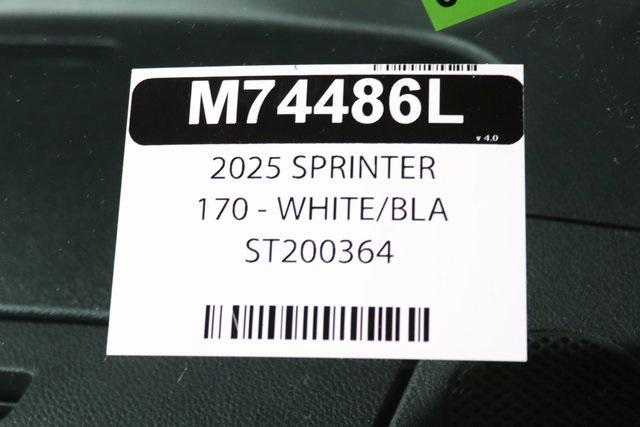 M74486L
v 4.0
2025 SPRINTER
170 - WHITE/BLA
ST200364